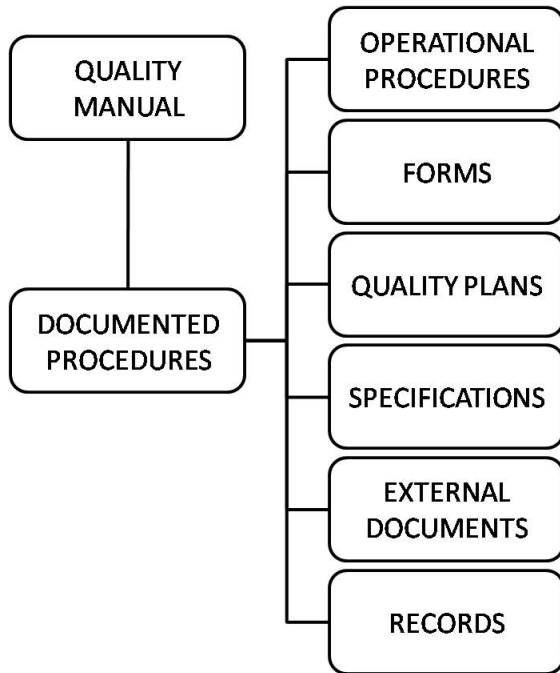 QUALITY
MANUAL
DOCUMENTED
PROCEDURES
OPERATIONAL
PROCEDURES
FORMS
QUALITY PLANS
SPECIFICATIONS
EXTERNAL
DOCUMENTS
RECORDS